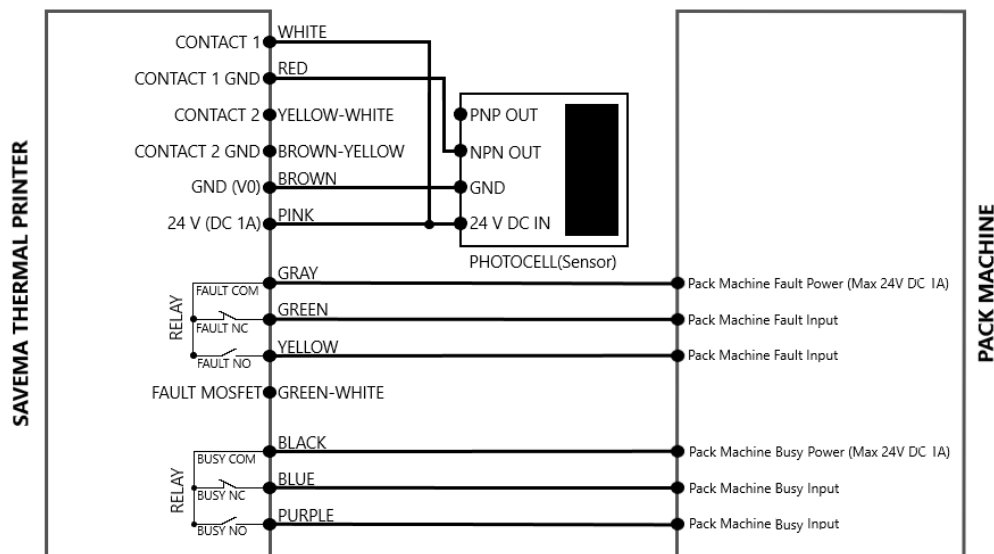 SAVEMA THERMAL PRINTER
CONTACT 1
WHITE
CONTACT 1 GND
RED
CONTACT 2
YELLOW-WHITE
CONTACT 2 GND
BROWN-YELLOW
GND (V0)
BROWN
24 V (DC 1A)
PINK
PNP OUT
NPN OUT
GND
24 V DC IN
PHOTOCELL(Sensor)
RELAY
FAULT COM
GRAY
Pack Machine Fault Power (Max 24V DC 1A)
FAULT NC
GREEN
Pack Machine Fault Input
FAULT NO
YELLOW
Pack Machine Fault Input
FAULT MOSFET
GREEN-WHITE
RELAY
BUSY COM
BLACK
Pack Machine Busy Power (Max 24V DC 1A)
BUSY NC
BLUE
Pack Machine Busy Input
BUSY NO
PURPLE
Pack Machine Busy Input
PACK MACHINE